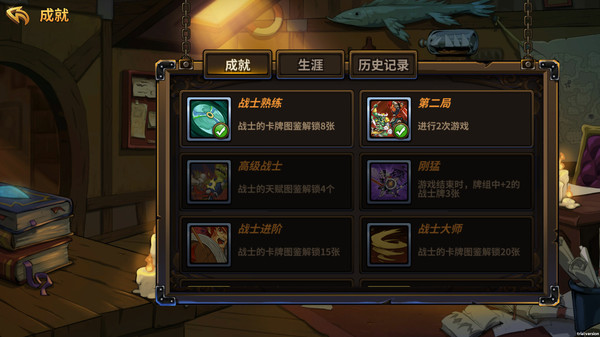 成就
成就
生涯
历史记录
战士熟练
战士的卡牌图鉴解锁8张
第二局
进行2次游戏
高级战士
战士的天赋图鉴解锁4个
刚猛
游戏结束时，牌组中+2的
战士牌3张
战士进阶
战士的卡牌图鉴解锁15张
战士大师
战士的卡牌图鉴解锁20张
trial version